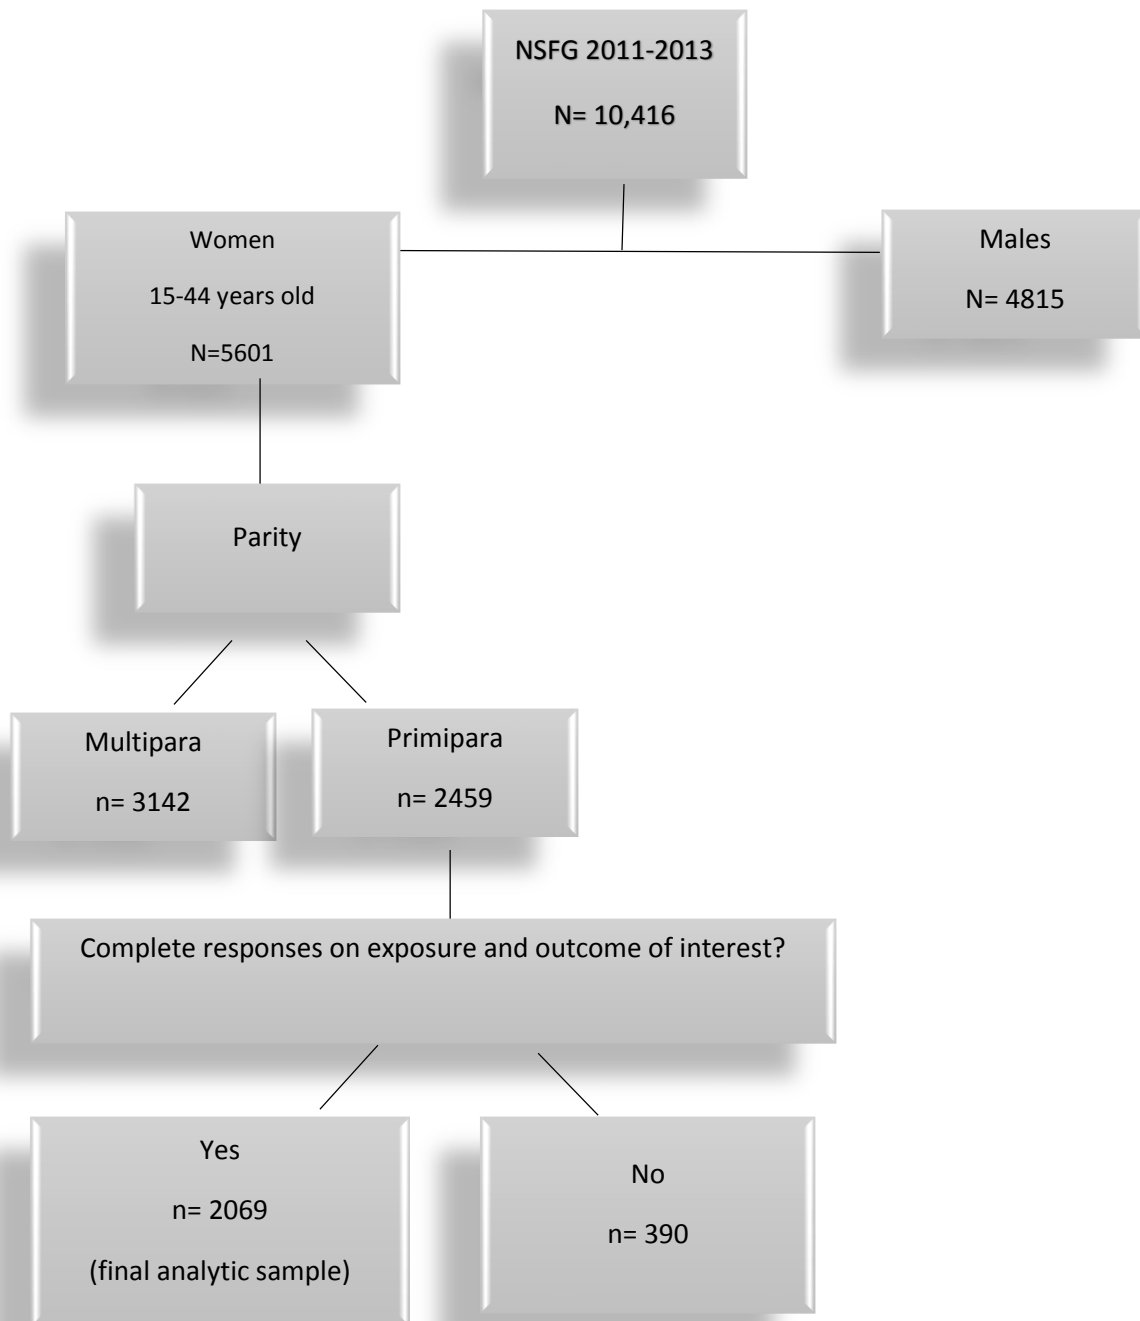 NSFG 2011-2013
N= 10,416
Women
15-44 years old
N=5601
Males
N= 4815
Parity
Multipara
n= 3142
Primipara
n= 2459
Complete responses on exposure and outcome of interest?
Yes
n= 2069
(final analytic sample)
No
n= 390